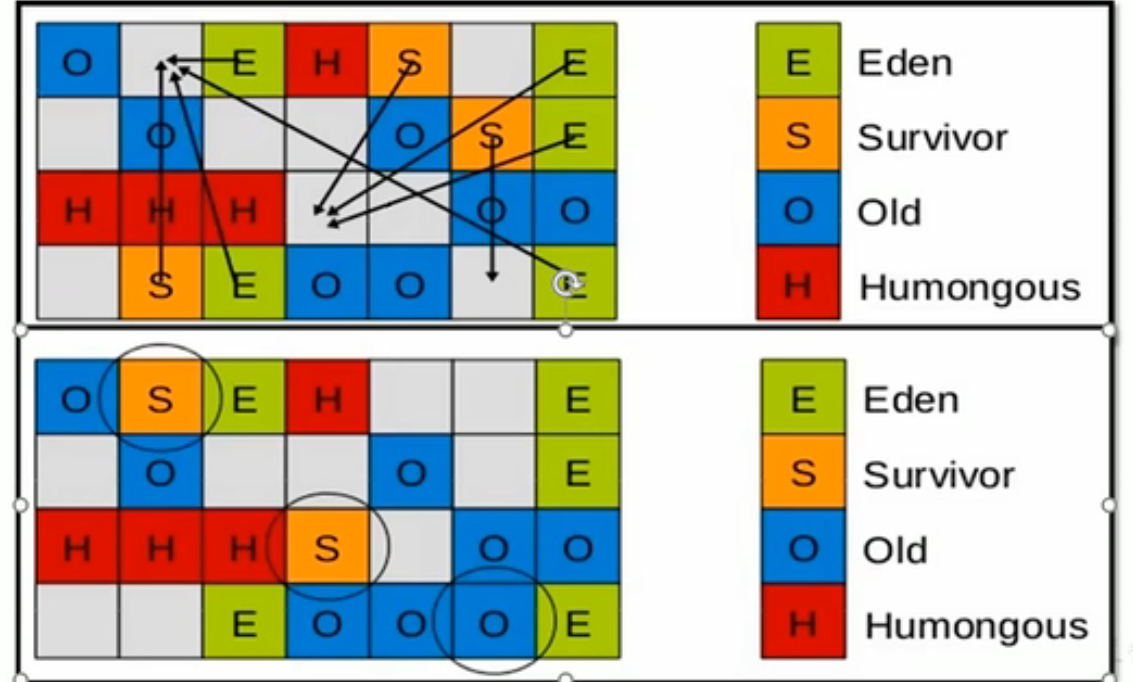 O E H S E E Eden
O O S E S Survivor
H H H O O O Old
S E O O E H Humongous
O S E H E E Eden
O O E S Survivor
H H H S O O O Old
E O O O E H Humongous